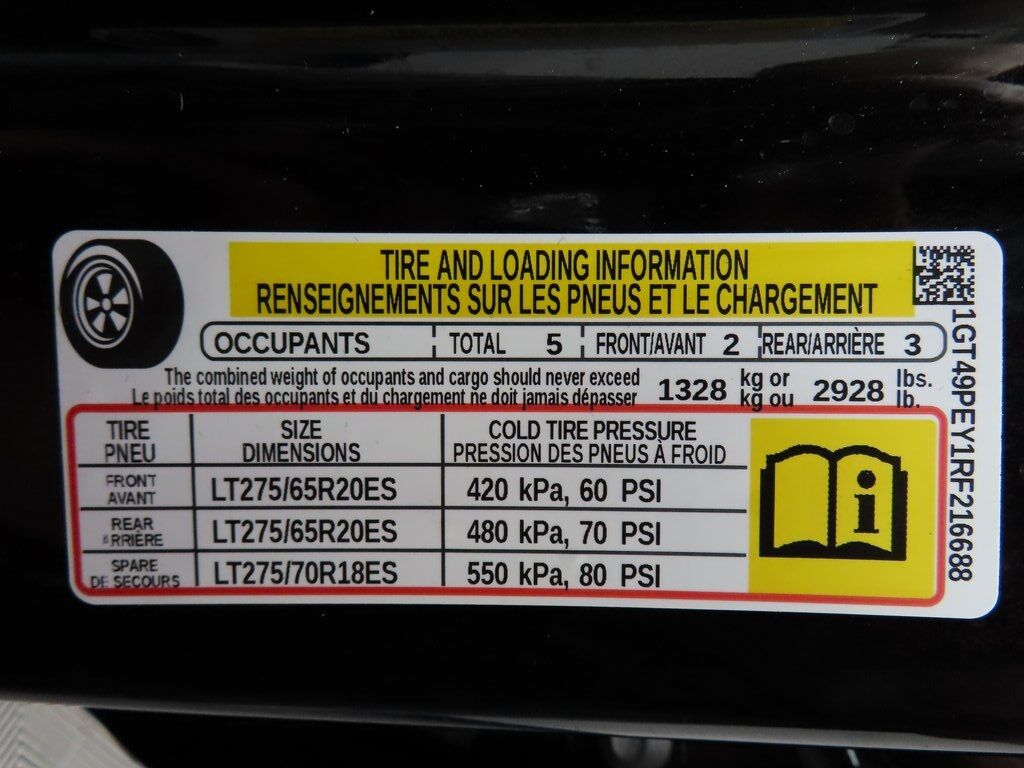 TIRE AND LOADING INFORMATION
RENSEIGNEMENTS SUR LES PNEUS ET LE CHARGEMENT
OCCUPANTS TOTAL 5 FRONT/AVANT 2 REAR/ARRIÈRE 3
The combined weight of occupants and cargo should never exceed 1328 kg or 2928 lbs.
Le poids total des occupants et du chargement ne doit jamais dépasser kg ou lb.
TIRE SIZE COLD TIRE PRESSURE
PNEU DIMENSIONS PRESSION DES PNEUS À FROID
FRONT
AVANT LT275/65R20ES 420 kPa, 60 PSI
REAR
ARRIÈRE LT275/65R20ES 480 kPa, 70 PSI
SPARE
DE SECOURS LT275/70R18ES 550 kPa, 80 PSI
i
1GT49PEY1RF216688